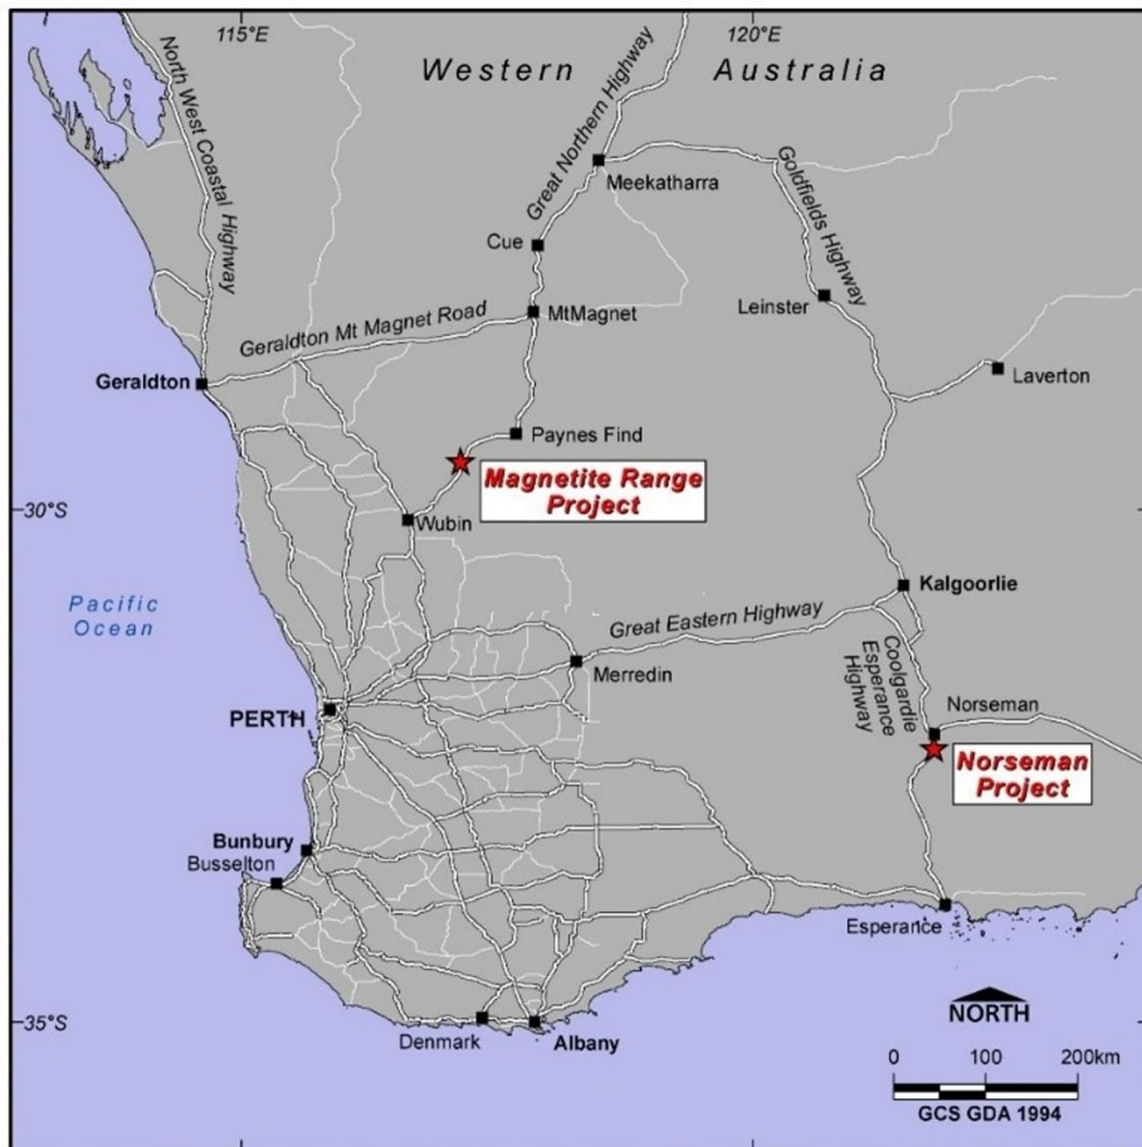 115°E
120°E
Western Australia
North West Coastal Highway
Great Northern Highway
Meekatharra
Goldfields Highway
Cue
Leinster
MtMagnet
Geraldton Mt Magnet Road
Geraldton
Laverton
Paynes Find
Magnetite Range
Project
30°S
Wubin
Kalgoorlie
Pacific
Ocean
Great Eastern Highway
Merredin
Coolgardie
Esperance
Highway
Norseman
PERTH
Norseman
Project
Bunbury
Busselton
Esperance
NORTH
35°S
Denmark
Albany
0 100 200km
GCS GDA 1994